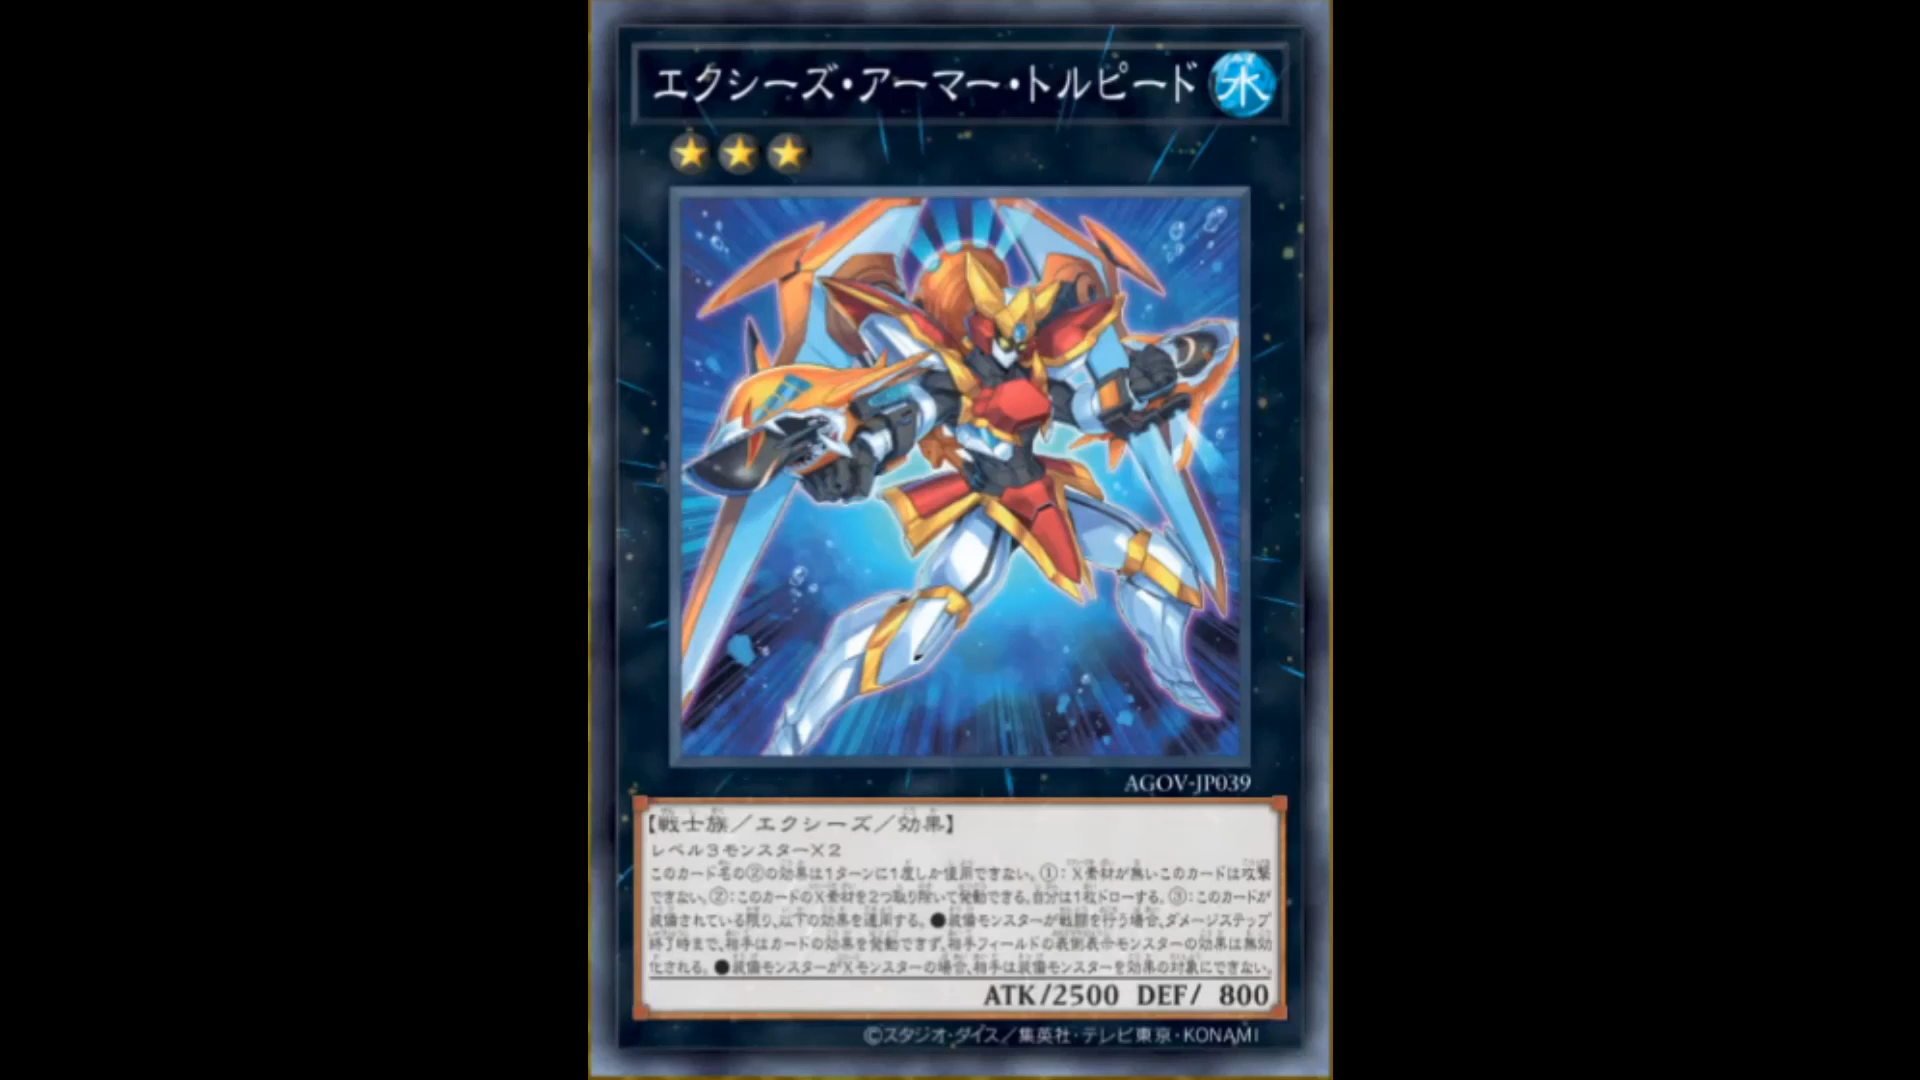 エクシーズ・アーマー・トルピード 水
AGOV-JP039
【戦士族／エクシーズ／効果】
レベル３モンスター×２
このカード名の②の効果は１ターンに１度しか使用できない。①：Ｘ素材が無いこのカードは攻撃
できない。②：このカードのＸ素材を２つ取り除いて発動できる。自分は１枚ドローする。③：このカードが
装備されている限り、以下の効果を適用する。●装備モンスターが戦闘を行う場合、ダメージステップ
終了時まで、相手はカードの効果を発動できず、相手フィールドの表側表示モンスターの効果は無効
化される。●装備モンスターがＸモンスターの場合、相手は装備モンスターを効果の対象にできない。
ATK/2500 DEF/ 800
©スタジオ・ダイス／集英社・テレビ東京・KONAMI